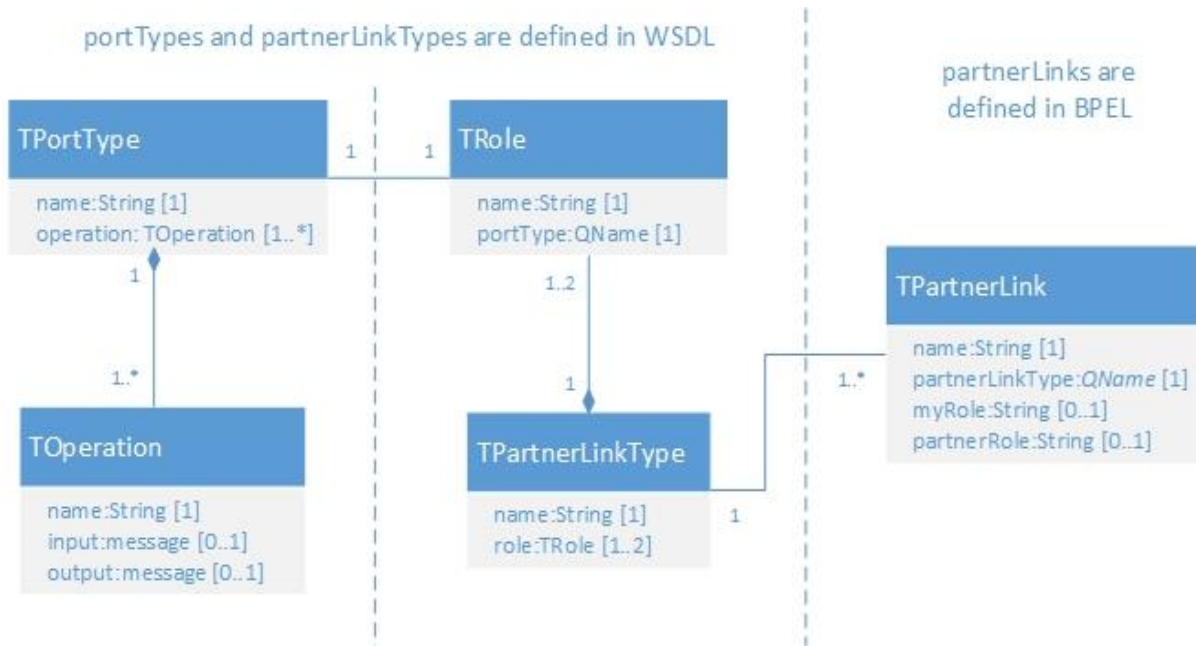 portTypes and partnerLinkTypes are defined in WSDL
partnerLinks are
defined in BPEL
TPortType
name:String [1]
operation: TOperation [1..*]
1
1
TRole
name:String [1]
portType:QName [1]
1
1..*
TOperation
name:String [1]
input:message [0..1]
output:message [0..1]
1..2
1
TPartnerLinkType
name:String [1]
role:TRole [1..2]
1
1..*
TPartnerLink
name:String [1]
partnerLinkType:QName [1]
myRole:String [0..1]
partnerRole:String [0..1]